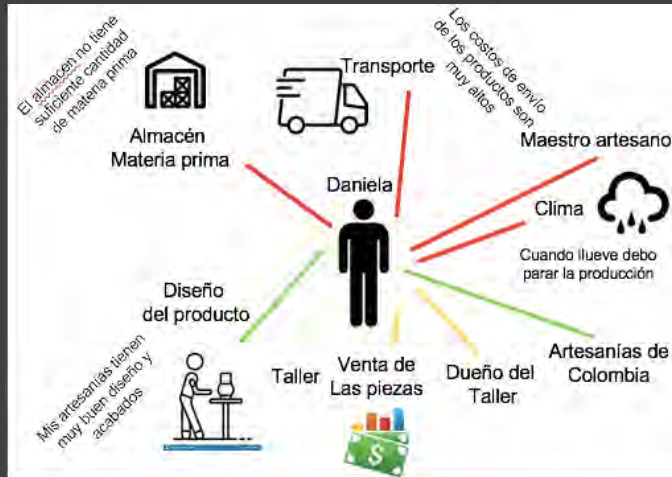 El almacen no tiene
suficiente cantidad
de materia prima
Almacén
Materia prima
Transporte
Los costos de envío
de los productos son
muy altos
Maestro artesano
Daniela
Clima
Cuando llueve debo
parar la producción
Diseño
del producto
Mis artesanías tienen
muy buen diseño y
acabados
Taller
Venta de
Las piezas
$
Dueño del
Taller
Artesanías de
Colombia